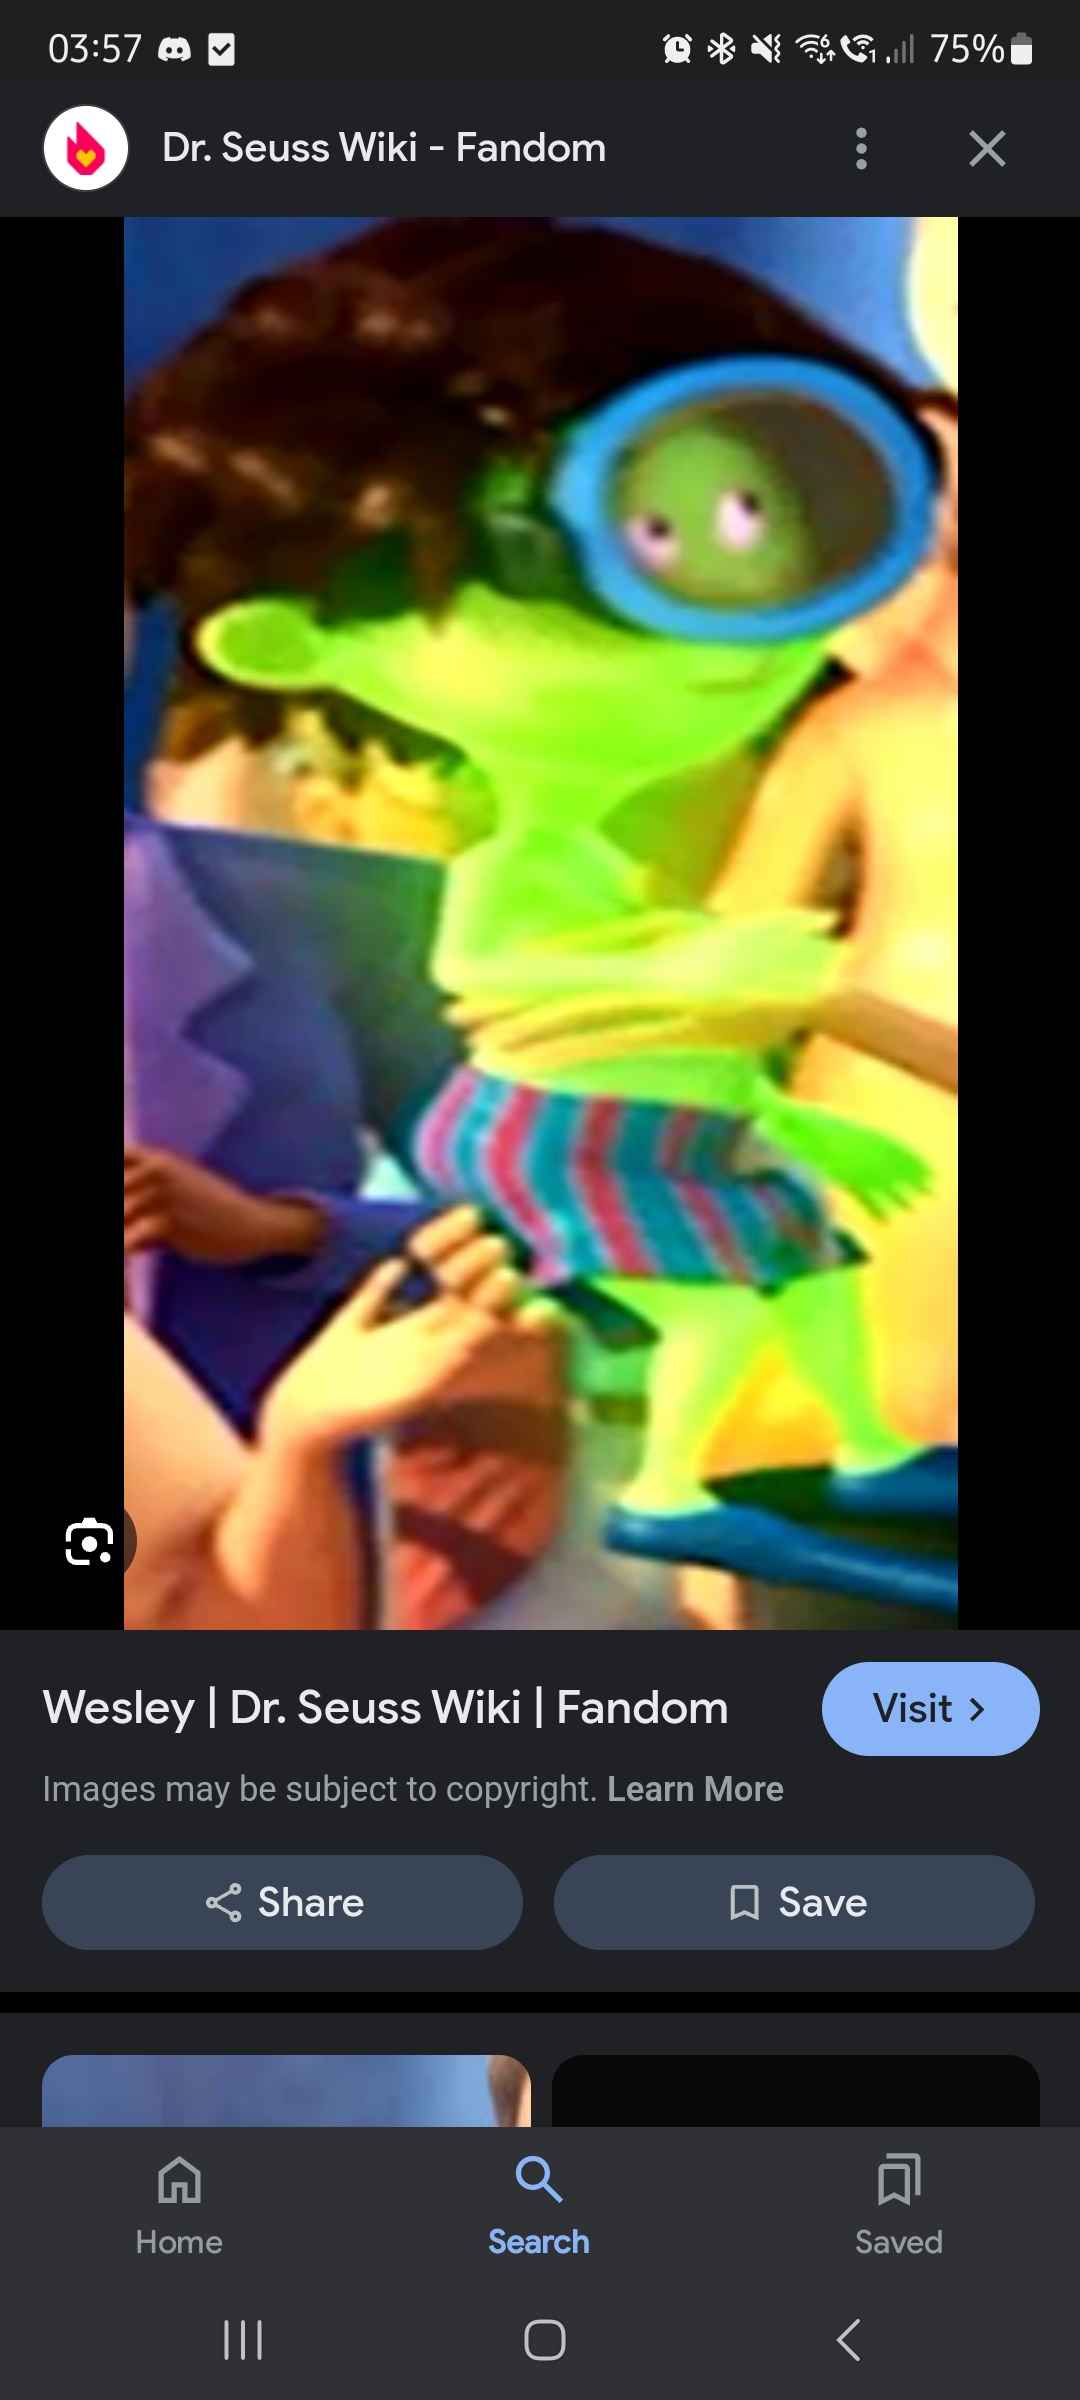 03:57
75%
Dr. Seuss Wiki - Fandom
Wesley | Dr. Seuss Wiki | Fandom
Visit
Images may be subject to copyright. Learn More
Share
Save
Home
Search
Saved